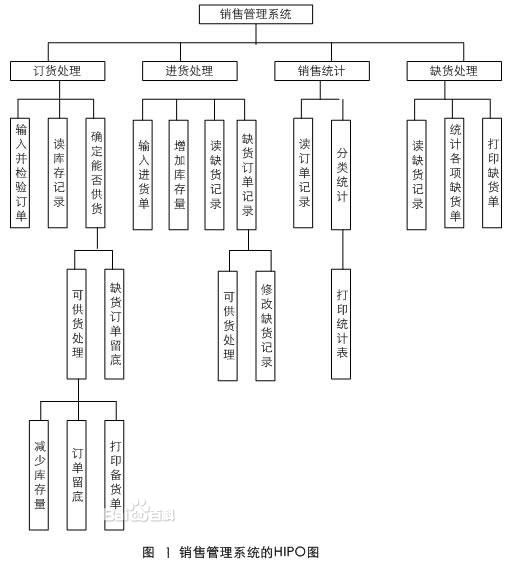 销售管理系统
订货处理
进货处理
销售统计
缺货处理
输入并检验订单
读库存记录
确定能否供货
输入进货单
增加库存量
读缺货记录
缺货订单记录
读订单记录
分类统计
读缺货记录
统计各项缺货单
打印缺货单
可供货处理
缺货订单留底
可供货处理
修改缺货记录
打印统计表
减少库存量
订单留底
打印备货单
Baidu百科
图 1 销售管理系统的HIPO图